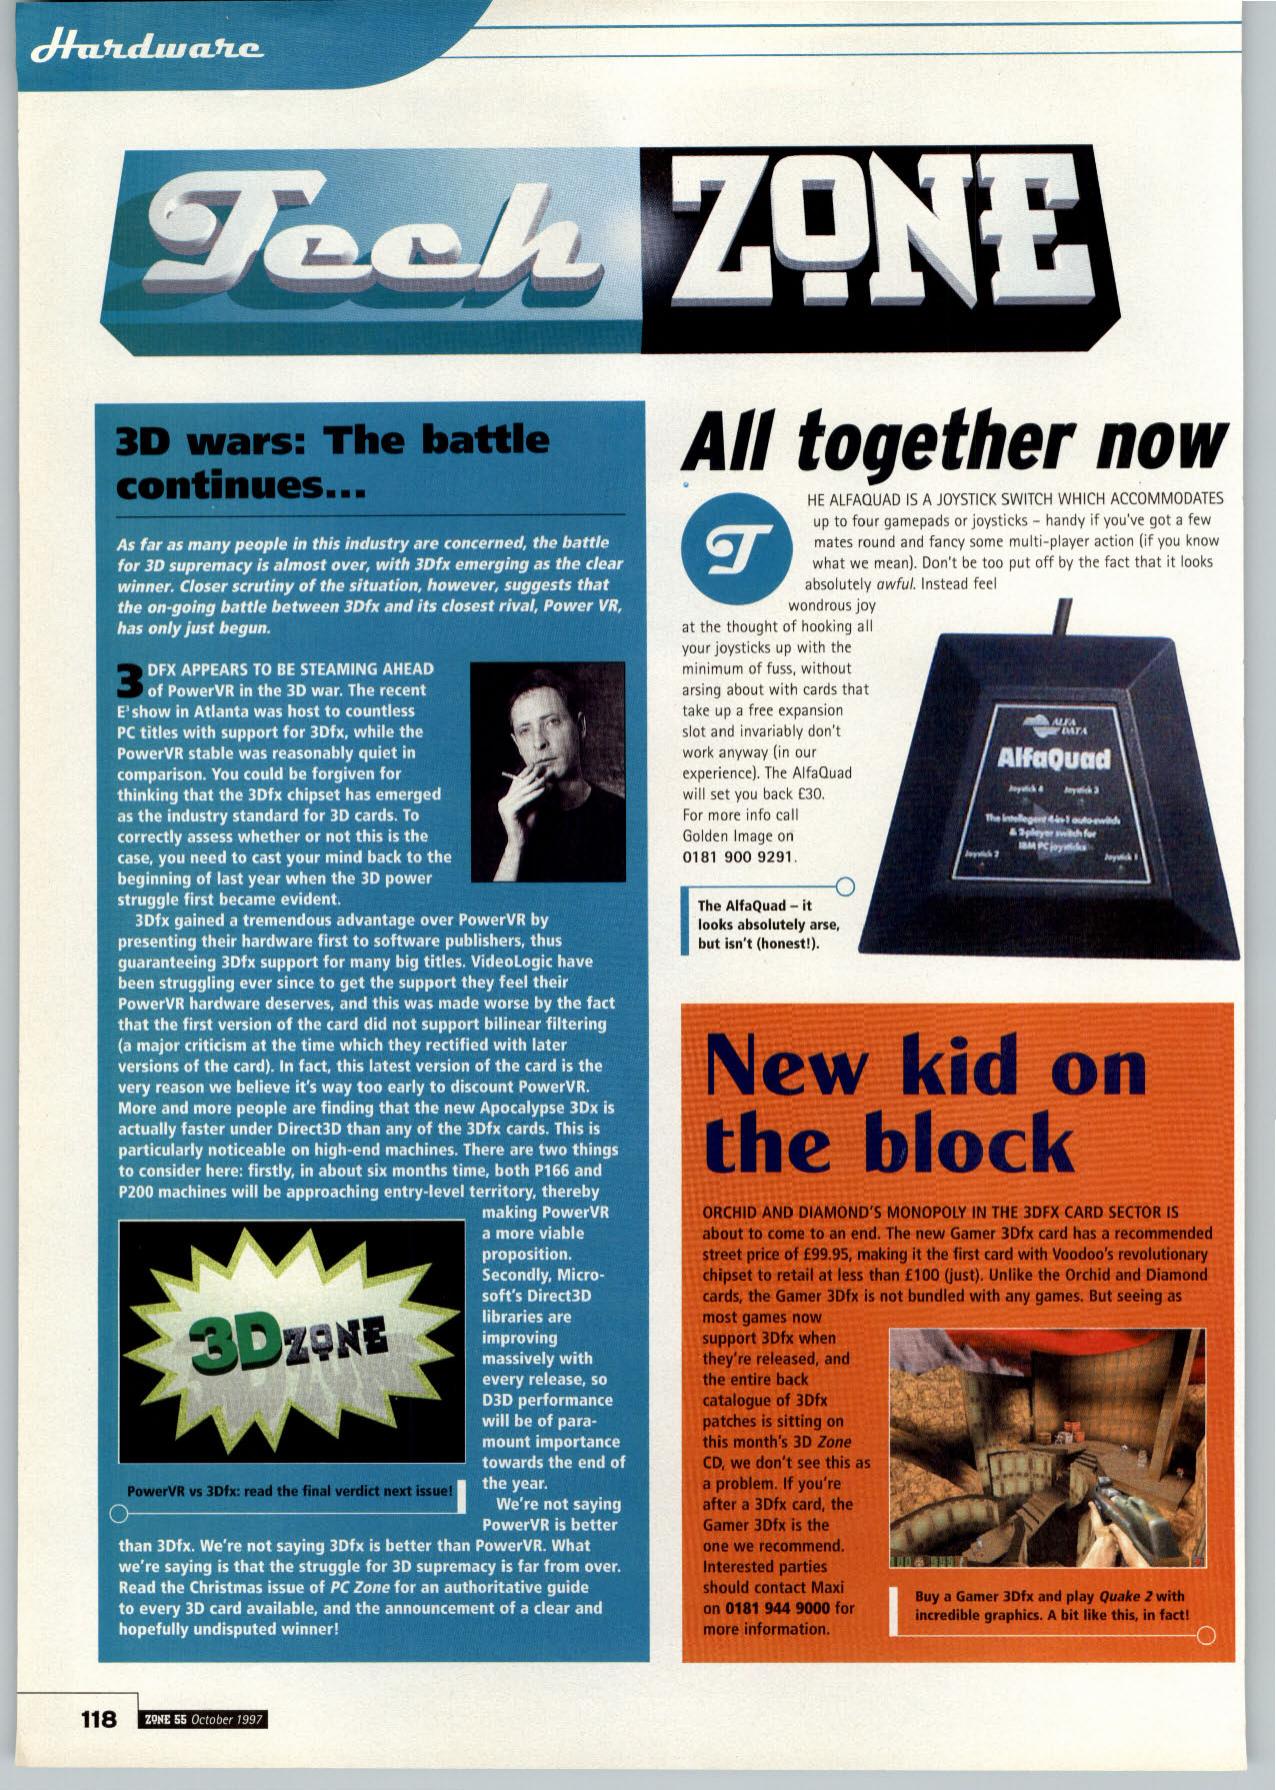 Hardware
Tech ZONE
3D wars: The battle
continues...
As far as many people in this industry are concerned, the battle
for 3D supremacy is almost over, with 3Dfx emerging as the clear
winner. Closer scrutiny of the situation, however, suggests that
the on-going battle between 3Dfx and its closest rival, Power VR,
has only just begun.
3DFX APPEARS TO BE STEAMING AHEAD
of PowerVR in the 3D war. The recent
E³ show in Atlanta was host to countless
PC titles with support for 3Dfx, while the
PowerVR stable was reasonably quiet in
comparison. You could be forgiven for
thinking that the 3Dfx chipset has emerged
as the industry standard for 3D cards. To
correctly assess whether or not this is the
case, you need to cast your mind back to the
beginning of last year when the 3D power
struggle first became evident.
3Dfx gained a tremendous advantage over PowerVR by
presenting their hardware first to software publishers, thus
guaranteeing 3Dfx support for many big titles. VideoLogic have
been struggling ever since to get the support they feel their
PowerVR hardware deserves, and this was made worse by the fact
that the first version of the card did not support bilinear filtering
(a major criticism at the time which they rectified with later
versions of the card). In fact, this latest version of the card is the
very reason we believe it's way too early to discount PowerVR.
More and more people are finding that the new Apocalypse 3Dx is
actually faster under Direct3D than any of the 3Dfx cards. This is
particularly noticeable on high-end machines. There are two things
to consider here: firstly, in about six months time, both P166 and
P200 machines will be approaching entry-level territory, thereby
making PowerVR
a more viable
proposition.
Secondly, Micro-
soft's Direct3D
libraries are
improving
massively with
every release, so
D3D performance
will be of para-
mount importance
towards the end of
the year.
We're not saying
PowerVR is better
than 3Dfx. We're not saying 3Dfx is better than PowerVR. What
we're saying is that the struggle for 3D supremacy is far from over.
Read the Christmas issue of PC Zone for an authoritative guide
to every 3D card available, and the announcement of a clear and
hopefully undisputed winner!
3D ZONE
PowerVR vs 3Dfx: read the final verdict next issue!
All together now
THE ALFAQUAD IS A JOYSTICK SWITCH WHICH ACCOMMODATES
up to four gamepads or joysticks – handy if you've got a few
mates round and fancy some multi-player action (if you know
what we mean). Don't be too put off by the fact that it looks
absolutely awful. Instead feel
wondrous joy
at the thought of hooking all
your joysticks up with the
minimum of fuss, without
arsing about with cards that
take up a free expansion
slot and invariably don't
work anyway (in our
experience). The AlfaQuad
will set you back £30.
For more info call
Golden Image on
0181 900 9291.
The AlfaQuad – it
looks absolutely arse,
but isn't (honest!).
ALFA
DATA
AlfaQuad
Joystick 4 Joystick 3
The intellegent 4-in-1 auto-switch
& 2-player switch for
IBM PC joysticks
Joystick 2 Joystick 1
New kid on
the block
ORCHID AND DIAMOND'S MONOPOLY IN THE 3DFX CARD SECTOR IS
about to come to an end. The new Gamer 3Dfx card has a recommended
street price of £99.95, making it the first card with Voodoo's revolutionary
chipset to retail at less than £100 (just). Unlike the Orchid and Diamond
cards, the Gamer 3Dfx is not bundled with any games. But seeing as
most games now
support 3Dfx when
they're released, and
the entire back
catalogue of 3Dfx
patches is sitting on
this month's 3D Zone
CD, we don't see this as
a problem. If you're
after a 3Dfx card, the
Gamer 3Dfx is the
one we recommend.
Interested parties
should contact Maxi
on 0181 944 9000 for
more information.
Buy a Gamer 3Dfx and play Quake 2 with
incredible graphics. A bit like this, in fact!
118 ZONE 55 October 1997